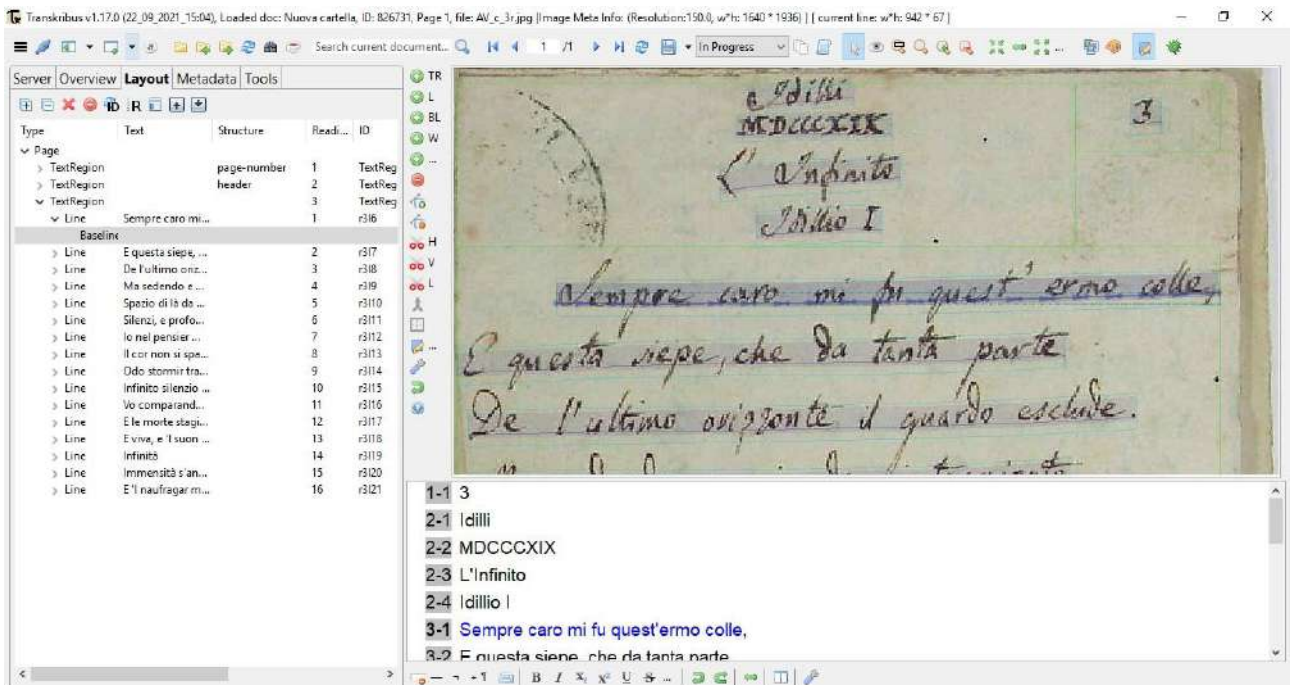 Transkribus v1.17.0 (22_09_2021_15:04), Loaded doc: Nuova cartella, ID: 826731, Page 1, file: AV_c_3r.jpg |Image Meta Info: (Resolution:150.0, w*h: 1640 * 1936) | [ current line: w*h: 942 * 67 ]
Search current document... 1 /1 In Progress
Server Overview Layout Metadata Tools
Type Text Structure Readi... ID
Page
TextRegion page-number 1 TextReg
TextRegion header 2 TextReg
TextRegion 3 TextReg
Line Sempre caro mi... 1 r3l6
Baseline
Line E questa siepe, ... 2 r3l7
Line De l'ultimo oriz... 3 r3l8
Line Ma sedendo e ... 4 r3l9
Line Spazio di là da ... 5 r3l10
Line Silenzi, e profo... 6 r3l11
Line Io nel pensier ... 7 r3l12
Line Il cor non si spa... 8 r3l13
Line Odo stormir tra... 9 r3l14
Line Infinito silenzio ... 10 r3l15
Line Vo comparand... 11 r3l16
Line E le morte stagi... 12 r3l17
Line E viva, e 'l suon ... 13 r3l18
Line Infinità 14 r3l19
Line Immensità s'an... 15 r3l20
Line E 'l naufragar m... 16 r3l21
TR
L
BL
W
...
H
V
L
...
Idilli
MDCCCXIX
3
L' Infinito
Idillio I
Sempre caro mi fu quest' ermo colle,
E questa siepe, che da tanta parte
De l'ultimo orizzonte il guardo esclude.
1-1 3
2-1 Idilli
2-2 MDCCCXIX
2-3 L'Infinito
2-4 Idillio I
3-1 Sempre caro mi fu quest'ermo colle,
3-2 E questa siepe, che da tanta parte
B I X₁ X² U S ...